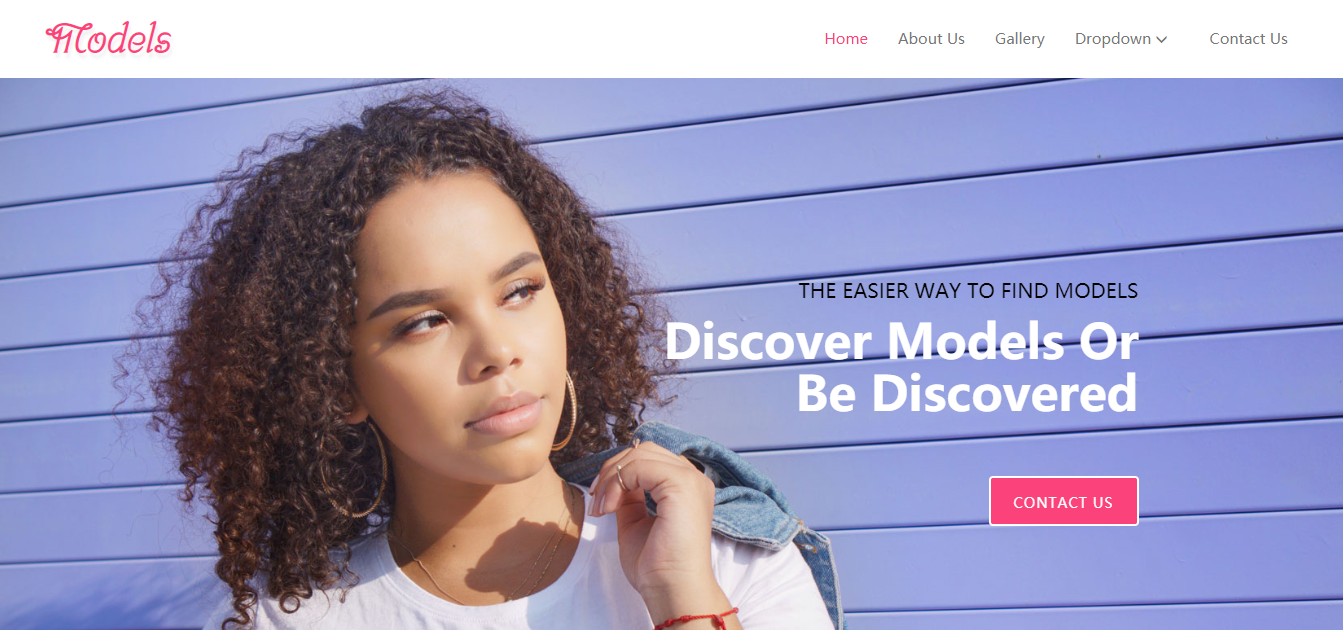 Models
Home About Us Gallery Dropdown Contact Us
THE EASIER WAY TO FIND MODELS
Discover Models Or
Be Discovered
CONTACT US